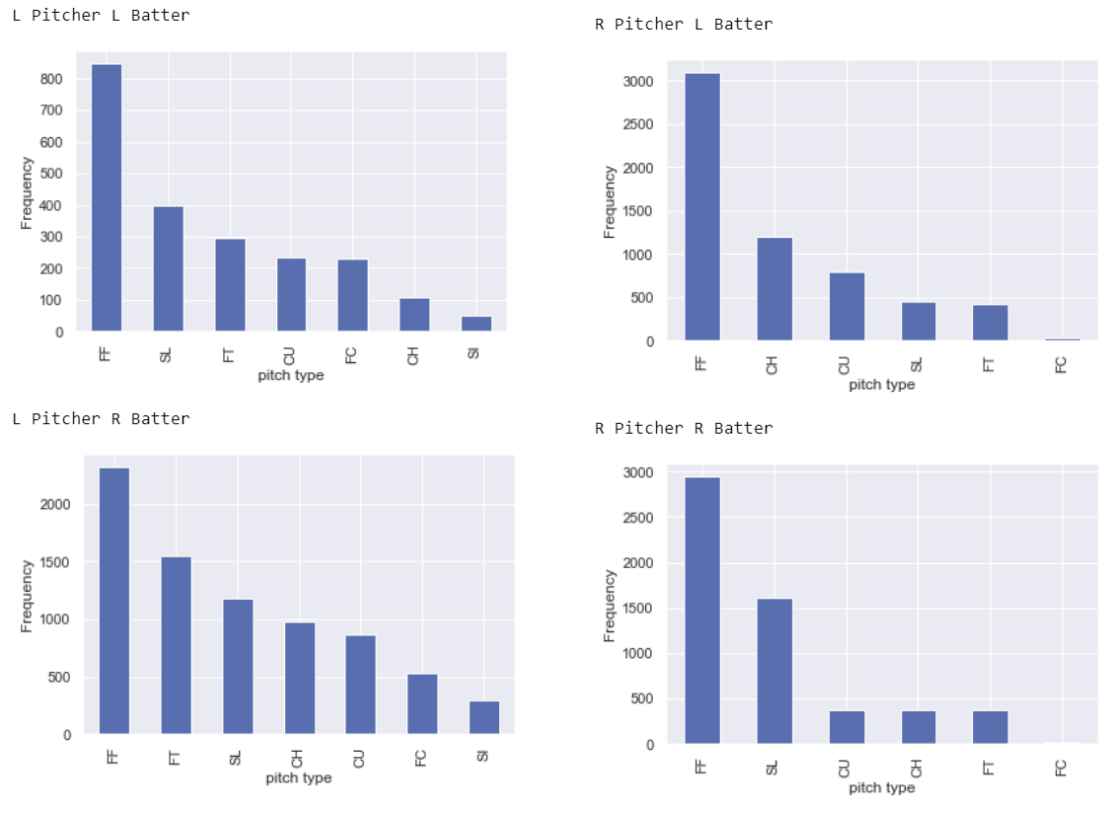 L Pitcher L Batter
Frequency
800
700
600
500
400
300
200
100
0
FF SL FT CU FC CH SI
pitch type
R Pitcher L Batter
Frequency
3000
2500
2000
1500
1000
500
0
FF CH CU SL FT FC
pitch type
L Pitcher R Batter
Frequency
2000
1500
1000
500
0
FF FT SL CH CU FC SI
pitch type
R Pitcher R Batter
Frequency
3000
2500
2000
1500
1000
500
0
FF SL CU CH FT FC
pitch type